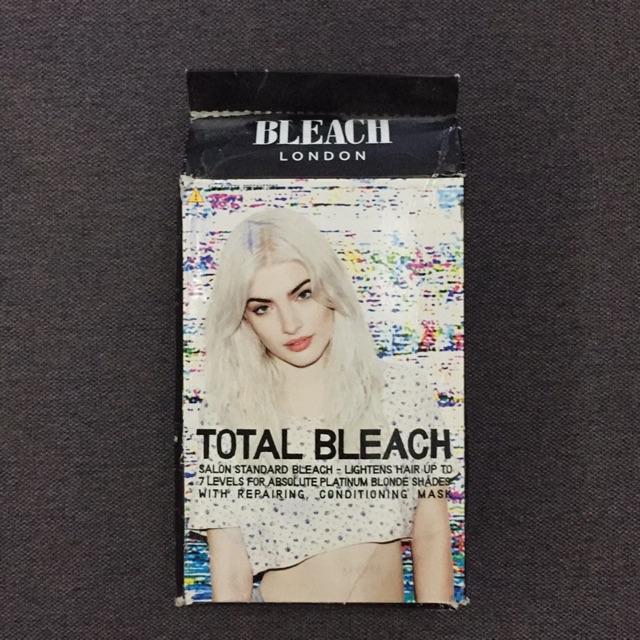 BLEACH
LONDON
TOTAL BLEACH
SALON STANDARD BLEACH - LIGHTENS HAIR UP TO
7 LEVELS FOR ABSOLUTE PLATINUM BLONDE SHADES
WITH REPAIRING, CONDITIONING MASK